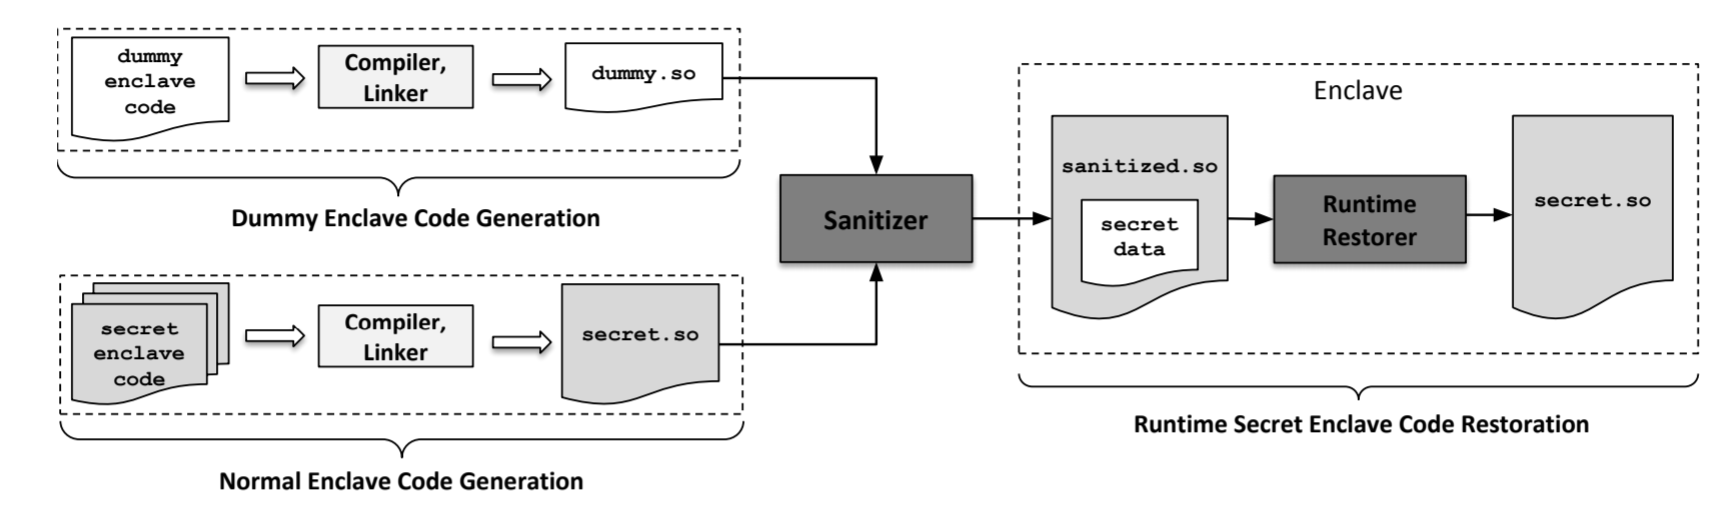 dummy
enclave
code
Compiler,
Linker
dummy.so
Dummy Enclave Code Generation
secret
enclave
code
Compiler,
Linker
secret.so
Normal Enclave Code Generation
Sanitizer
Enclave
sanitized.so
secret
data
Runtime
Restorer
secret.so
Runtime Secret Enclave Code Restoration